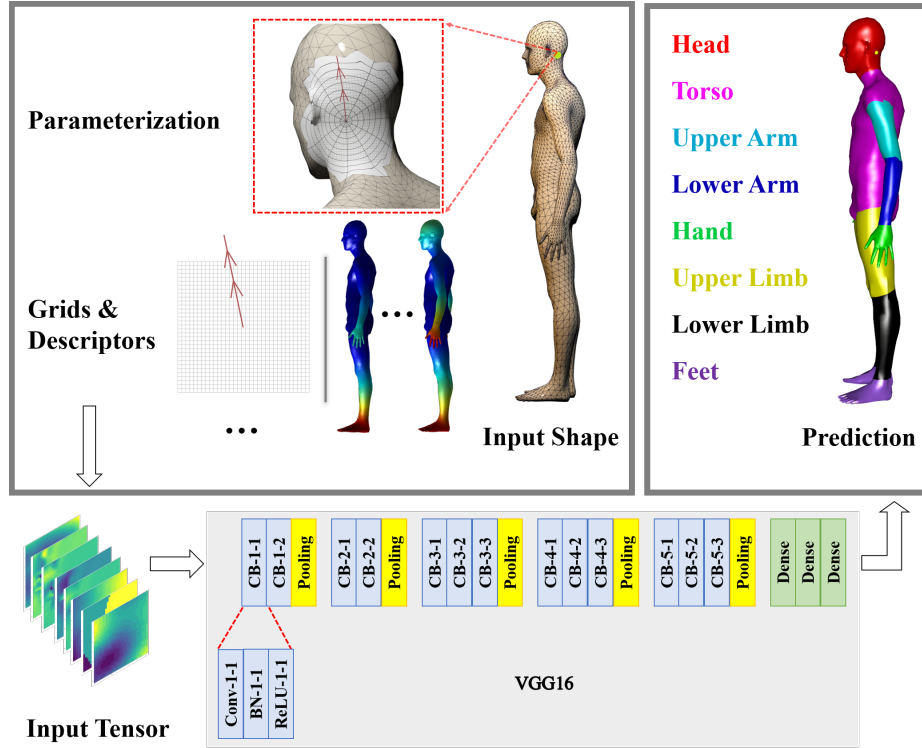 Parameterization
Grids &
Descriptors
Input Shape
Head
Torso
Upper Arm
Lower Arm
Hand
Upper Limb
Lower Limb
Feet
Prediction
Input Tensor
CB-1-1
CB-1-2
Pooling
CB-2-1
CB-2-2
Pooling
CB-3-1
CB-3-2
CB-3-3
Pooling
CB-4-1
CB-4-2
CB-4-3
Pooling
CB-5-1
CB-5-2
CB-5-3
Pooling
Dense
Dense
Dense
Conv-1-1
BN-1-1
ReLU-1-1
VGG16